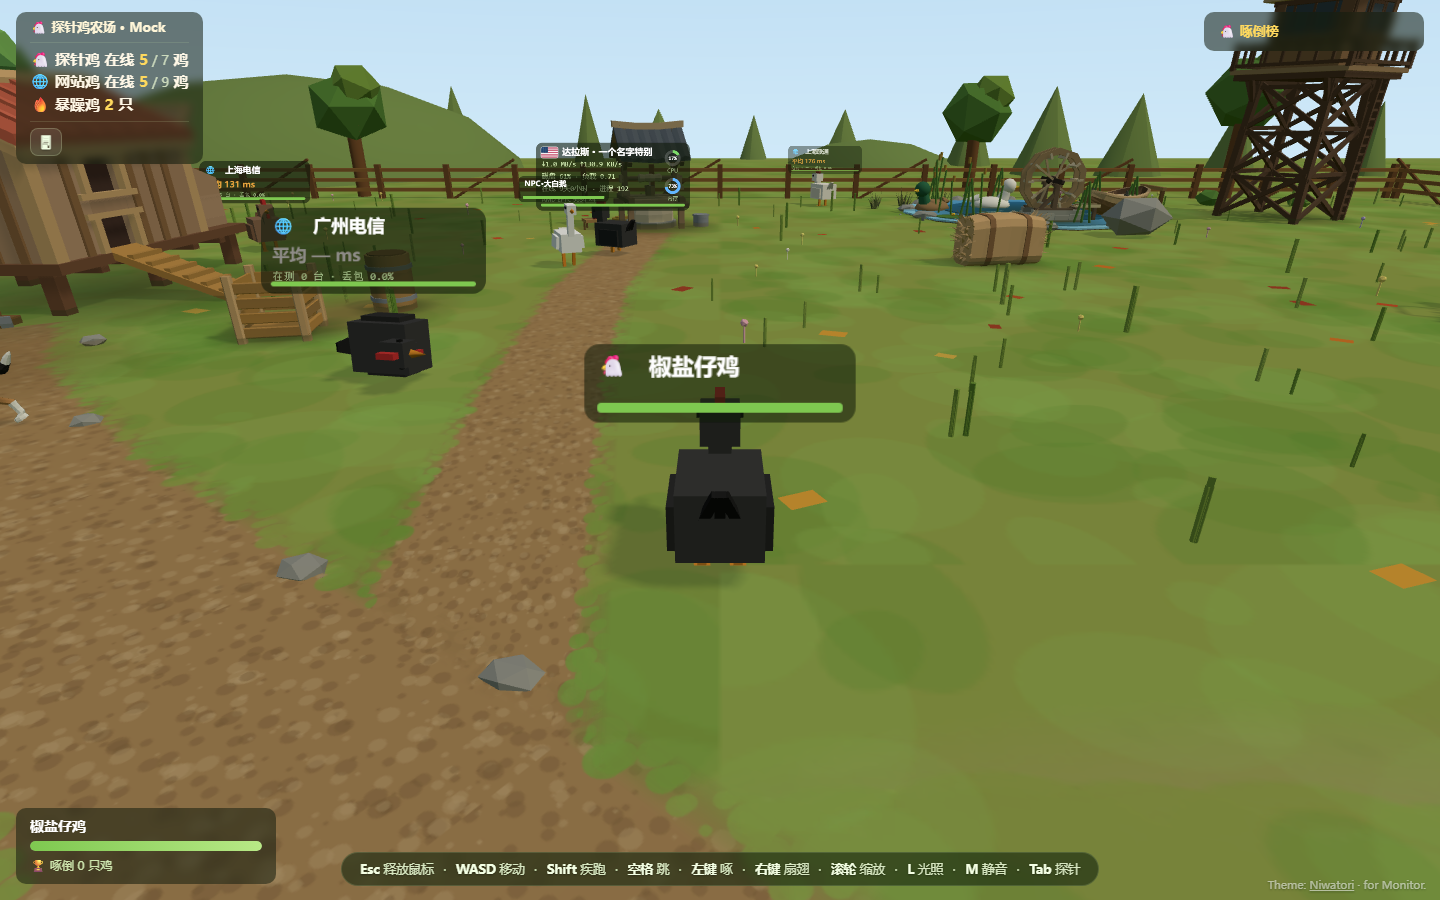 探针鸡农场 • Mock
探针鸡 在线 5 / 7 鸡
网站鸡 在线 5 / 9 鸡
暴躁鸡 2 只
啄倒榜
上海电信
131 ms
达拉斯 · 一个名字特别
NPC·大白鹅
平均 176 ms
广州电信
平均 — ms
在测 0 台 · 丢包 0.0%
椒盐仔鸡
椒盐仔鸡
啄倒 0 只鸡
Esc 释放鼠标 · WASD 移动 · Shift 疾跑 · 空格 跳 · 左键 啄 · 右键 扇翅 · 滚轮 缩放 · L 光照 · M 静音 · Tab 探针
Theme: Niwatori · for Monitor.